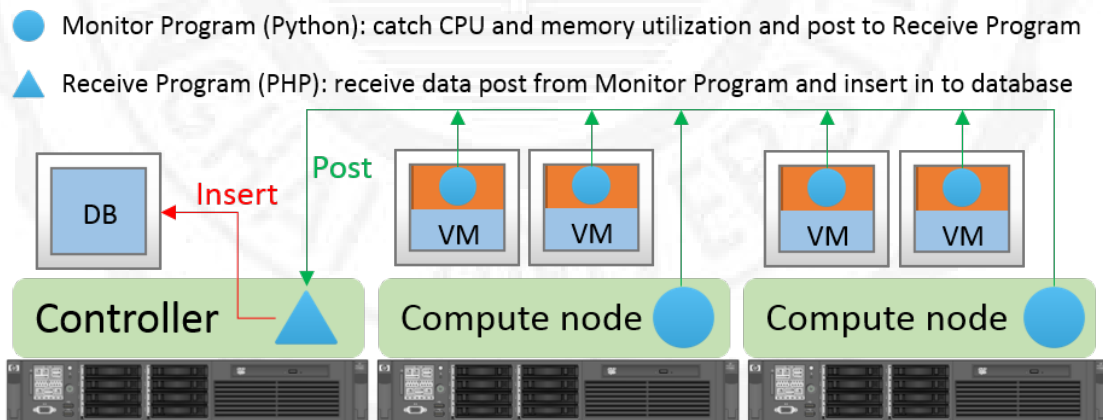 Monitor Program (Python): catch CPU and memory utilization and post to Receive Program
Receive Program (PHP): receive data post from Monitor Program and insert in to database
Post
Insert
DB
VM
VM
VM
VM
Controller
Compute node
Compute node